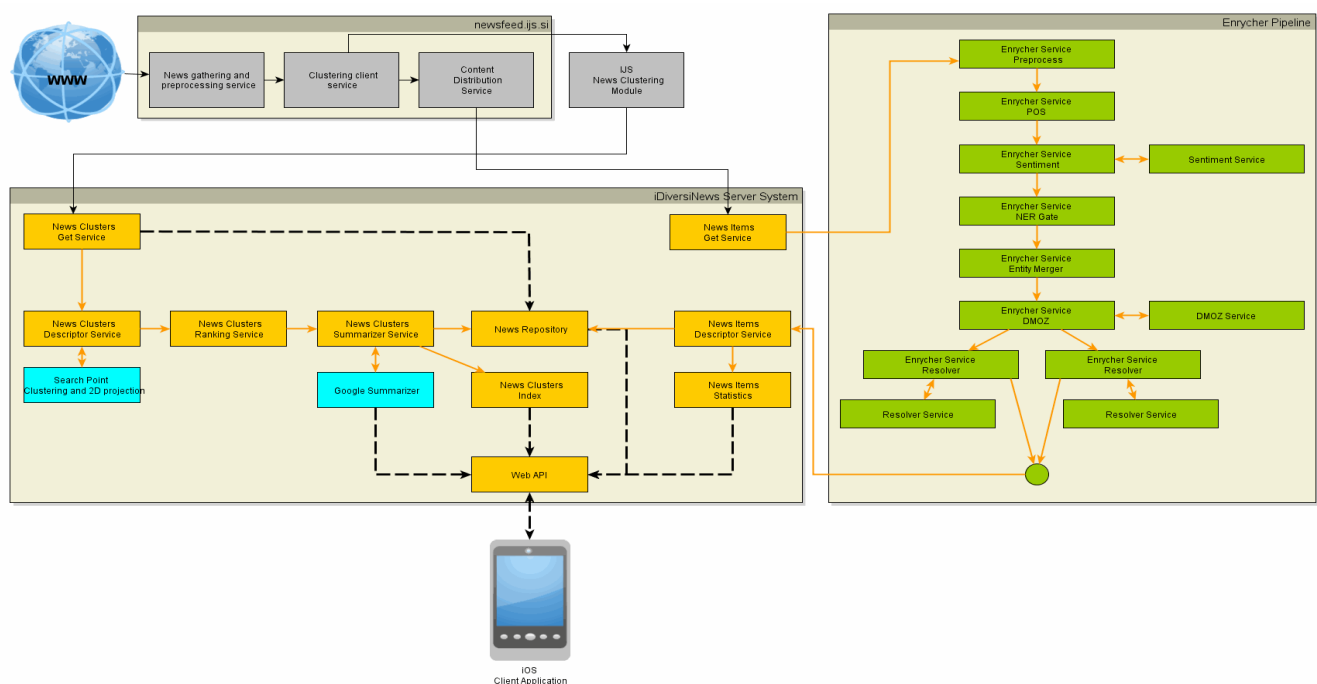 newsfeed.ijs.si
www
News gathering and
preprocessing service
Clustering client
service
Content
Distribution
Service
IJS
News Clustering
Module
iDiversiNews Server System
News Clusters
Get Service
News Items
Get Service
News Clusters
Descriptor Service
News Clusters
Ranking Service
News Clusters
Summarizer Service
News Repository
News Items
Descriptor Service
Search Point
Clustering and 2D projection
Google Summarizer
News Clusters
Index
News Items
Statistics
Web API
iOS
Client Application
Enrycher Pipeline
Enrycher Service
Preprocess
Enrycher Service
POS
Enrycher Service
Sentiment
Sentiment Service
Enrycher Service
NER Gate
Enrycher Service
Entity Merger
Enrycher Service
DMOZ
DMOZ Service
Enrycher Service
Resolver
Enrycher Service
Resolver
Resolver Service
Resolver Service